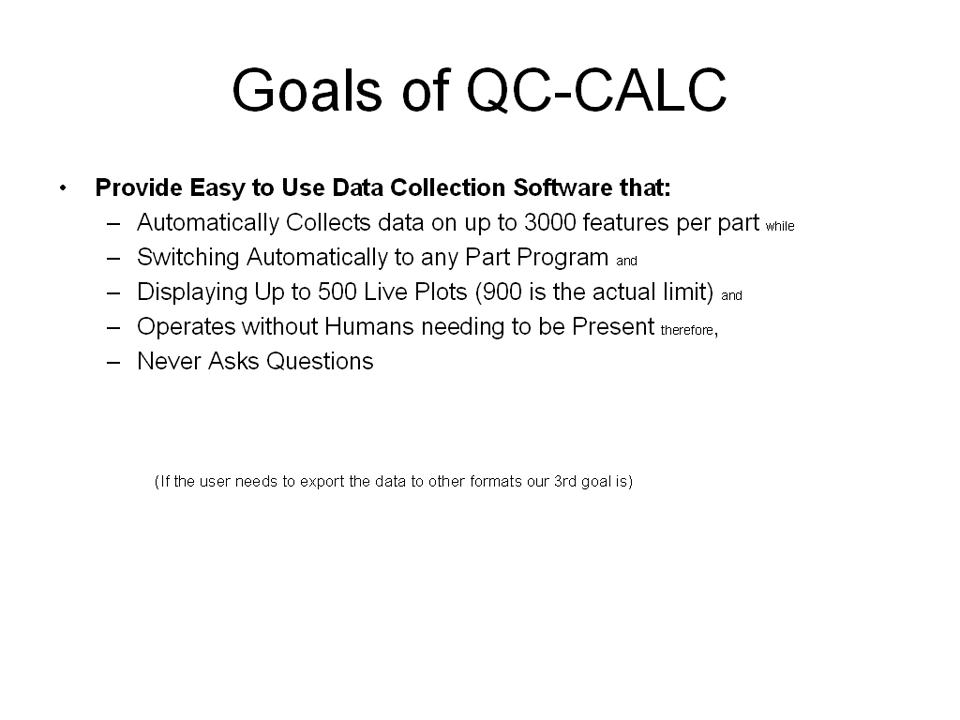 Goals of QC-CALC
• Provide Easy to Use Data Collection Software that:
– Automatically Collects data on up to 3000 features per part while
– Switching Automatically to any Part Program and
– Displaying Up to 500 Live Plots (900 is the actual limit) and
– Operates without Humans needing to be Present therefore,
– Never Asks Questions
(If the user needs to export the data to other formats our 3rd goal is)